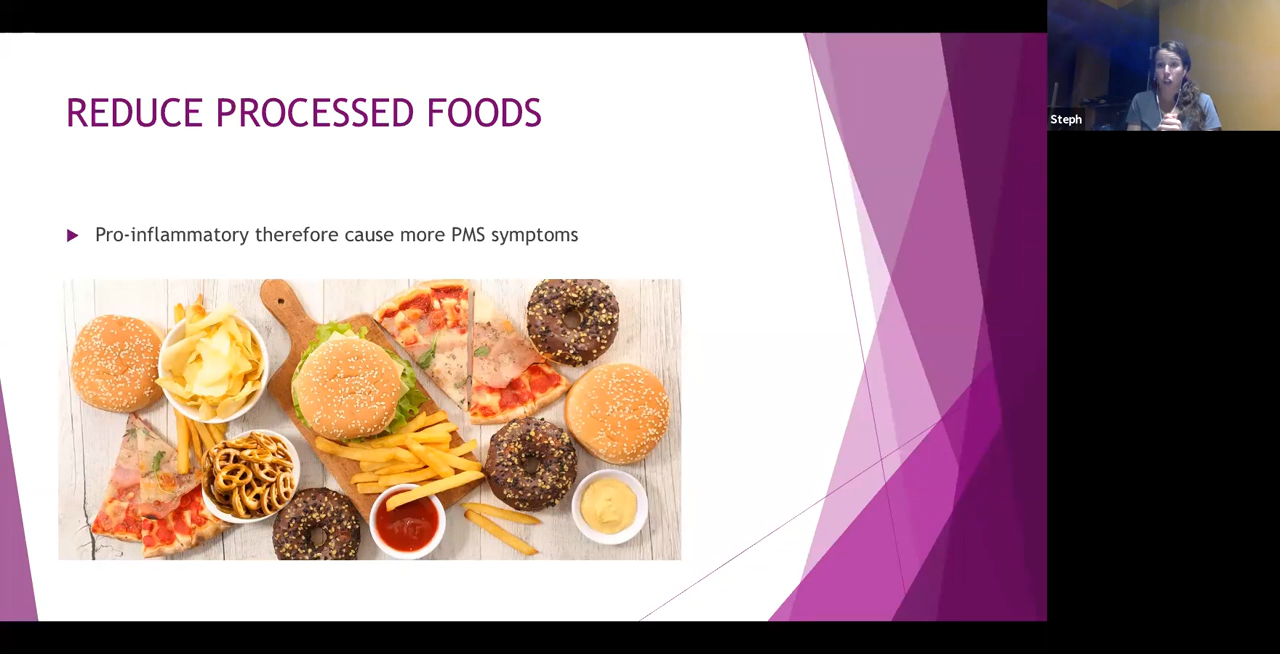 REDUCE PROCESSED FOODS
Pro-inflammatory therefore cause more PMS symptoms
Steph